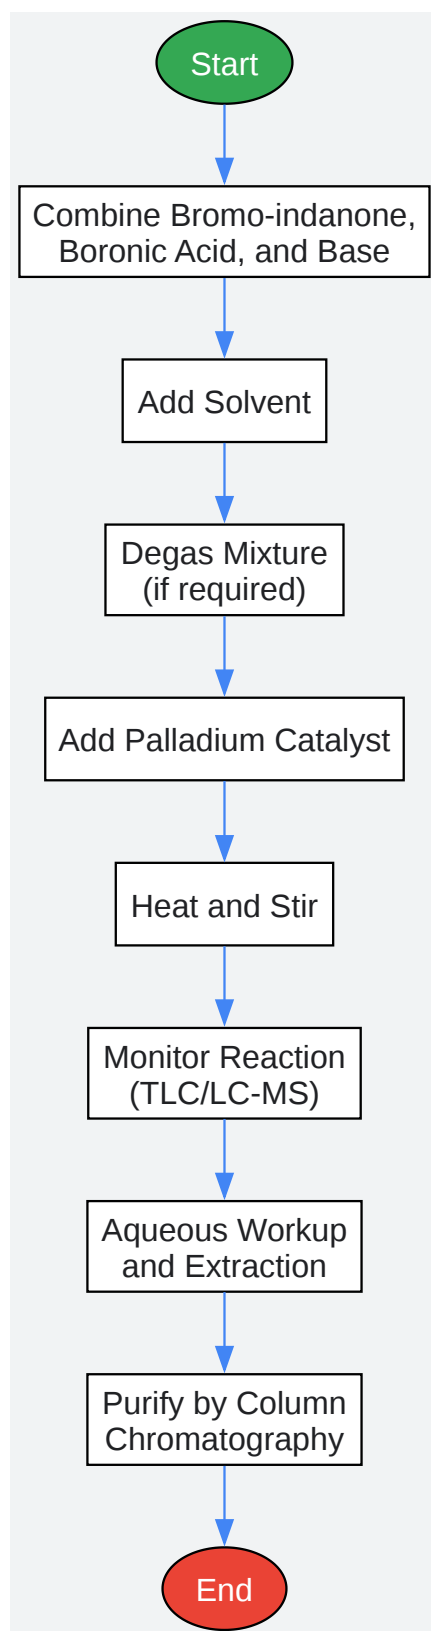 Start
Combine Bromo-indanone,
Boronic Acid, and Base
Add Solvent
Degas Mixture
(if required)
Add Palladium Catalyst
Heat and Stir
Monitor Reaction
(TLC/LC-MS)
Aqueous Workup
and Extraction
Purify by Column
Chromatography
End